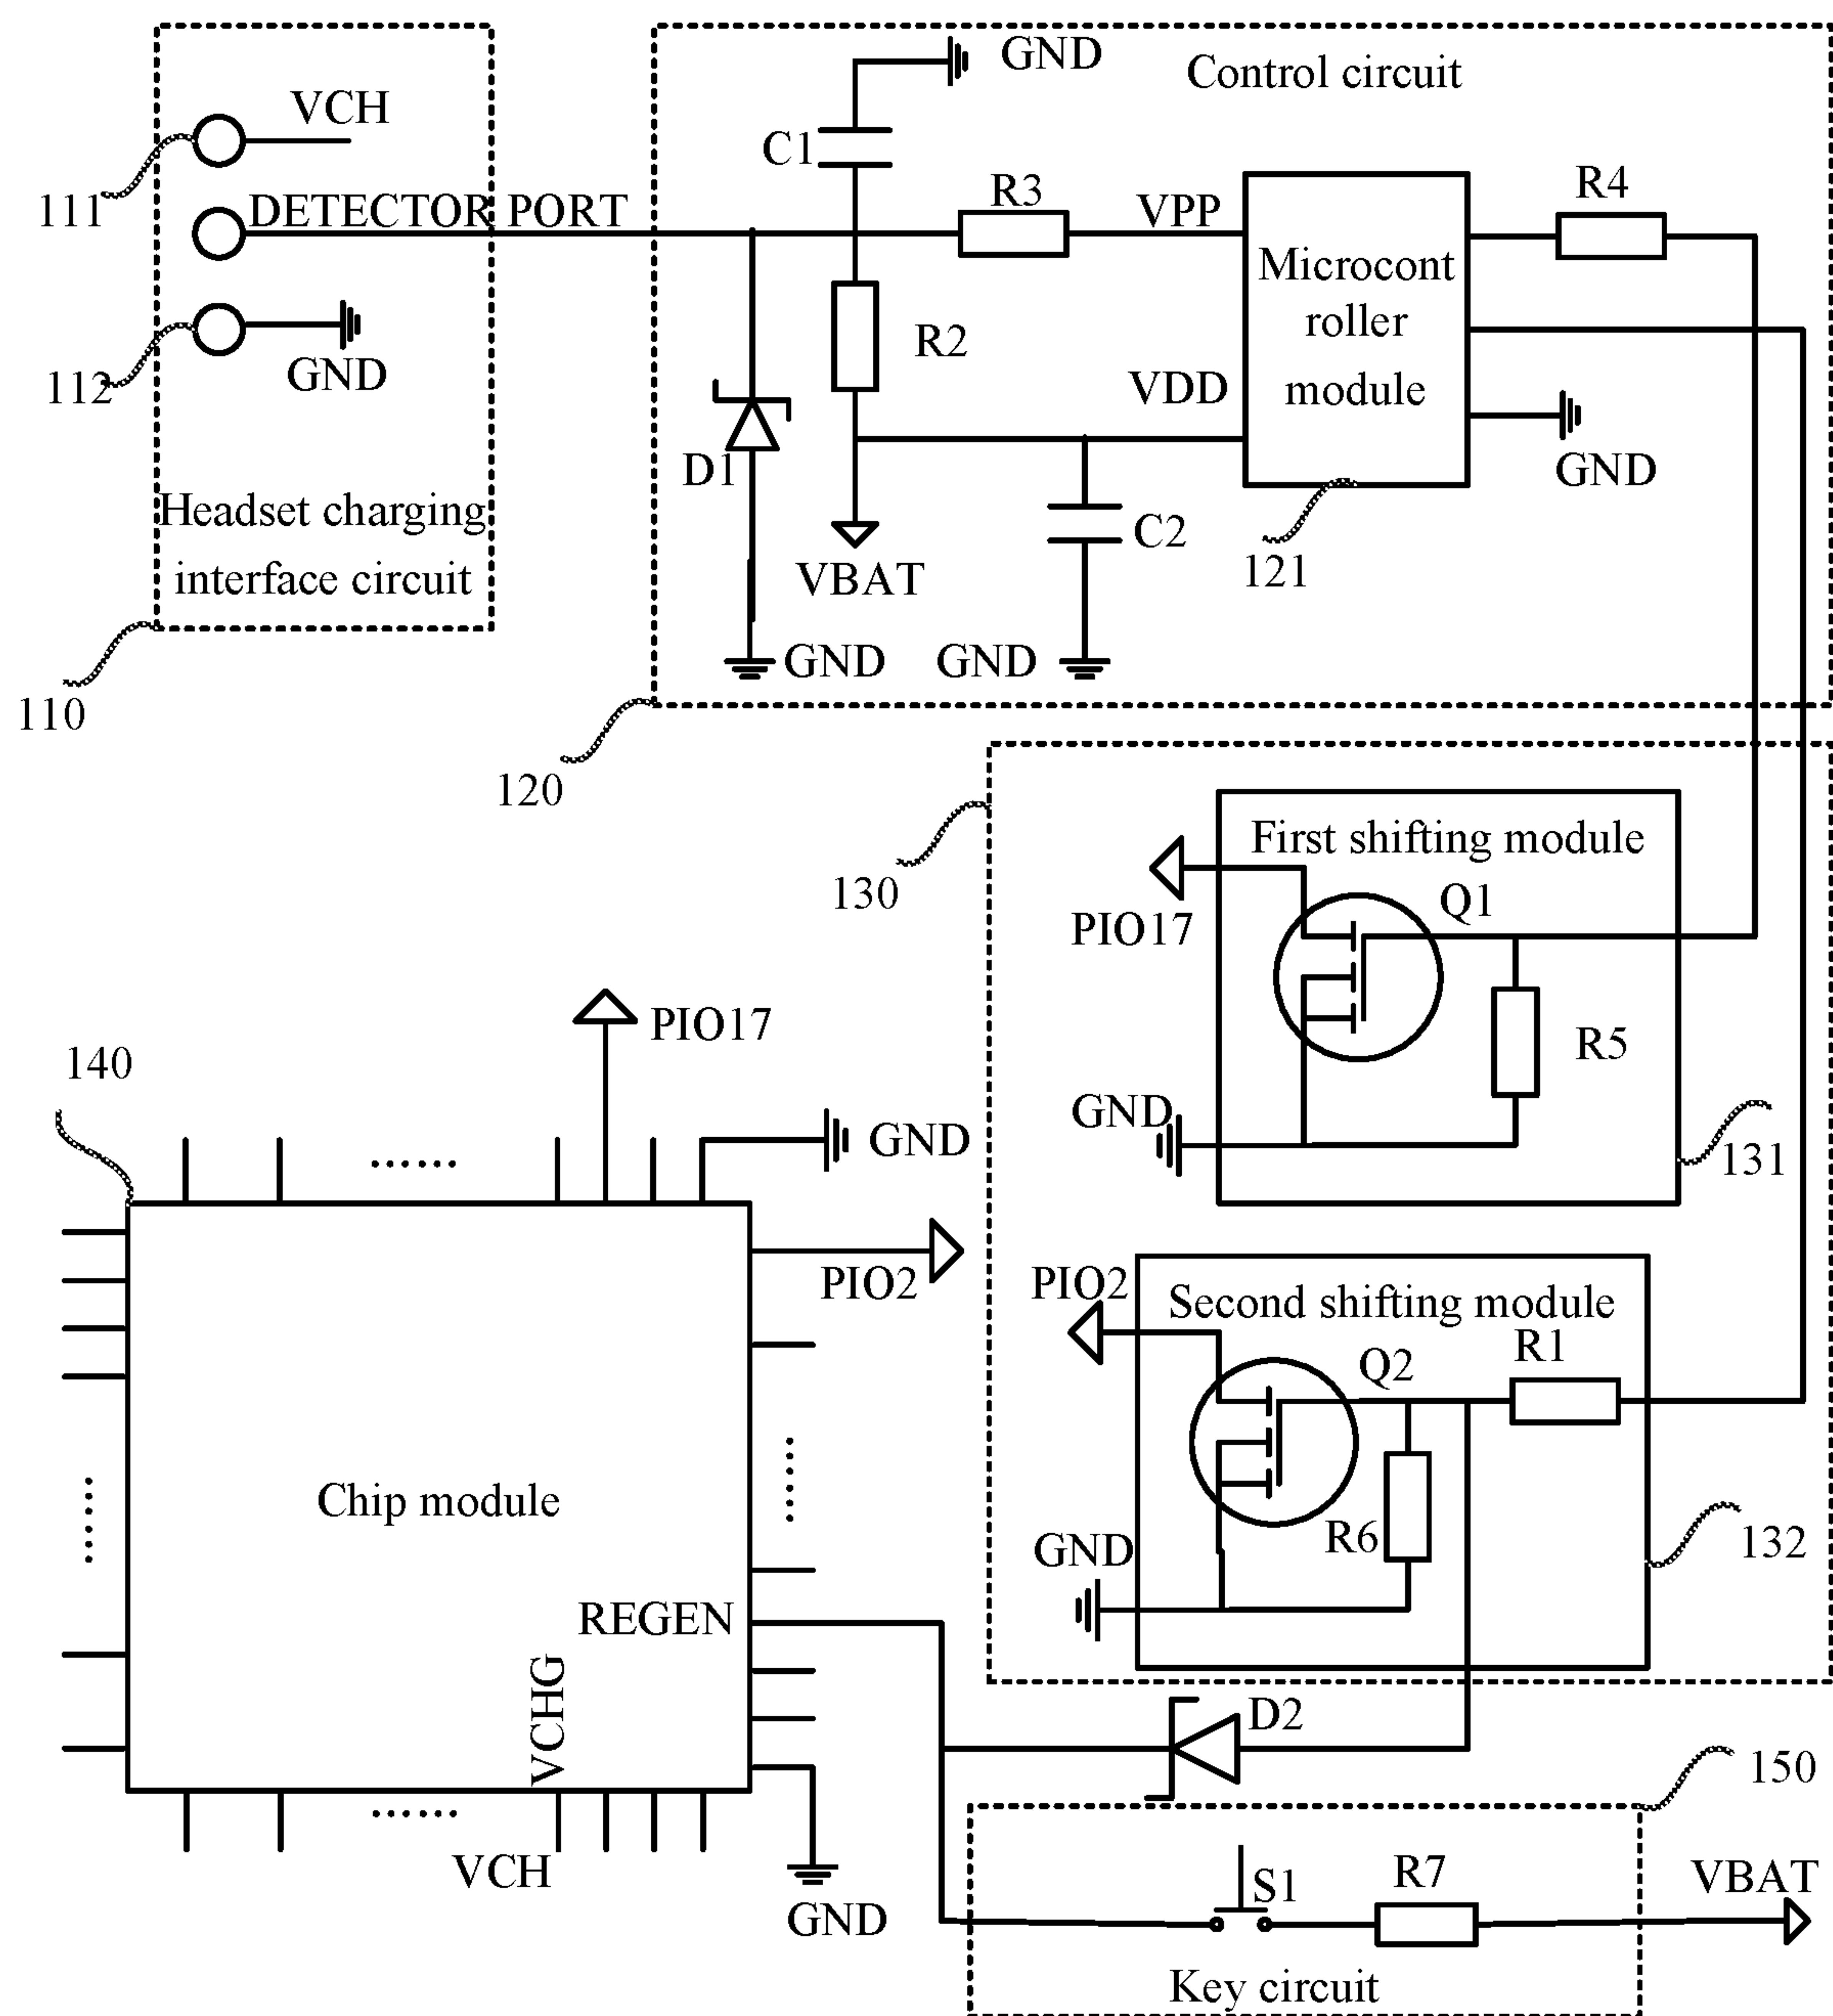 GND
Control circuit
VCH
C1
111
DETECTOR PORT
R3
VPP
R4
Microcont
roller
module
112
GND
R2
VDD
D1
GND
Headset charging
interface circuit
C2
VBAT
121
GND
GND
110
120
130
First shifting module
Q1
PIO17
R5
GND
131
140
PIO17
GND
PIO2
PIO2
Second shifting module
Q2
R1
Chip module
R6
GND
132
REGEN
VCHG
D2
150
VCH
GND
S1
R7
VBAT
Key circuit